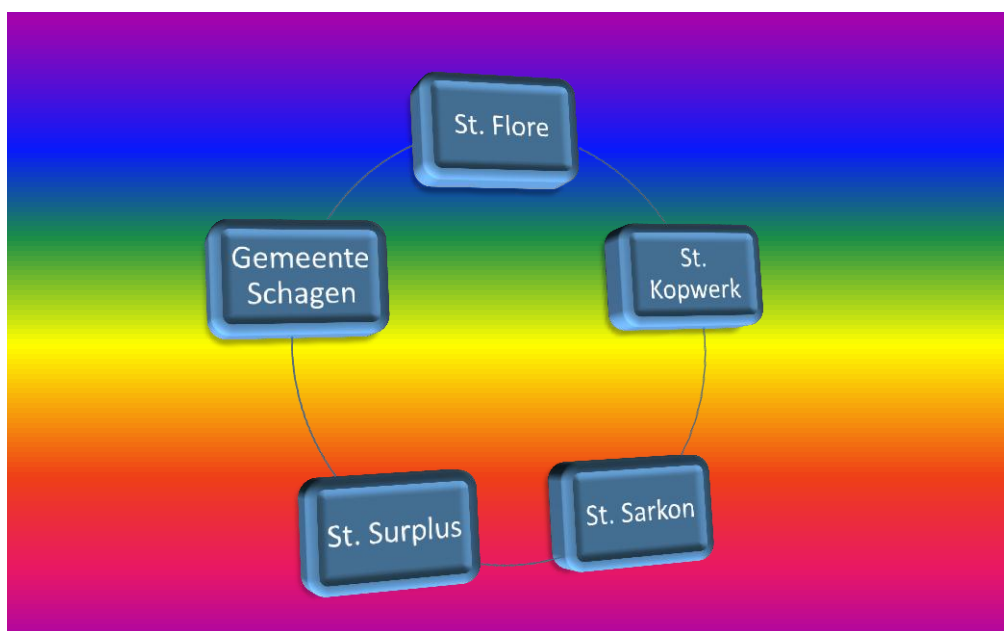 St. Flore
Gemeente
Schagen
St.
Kopwerk
St. Surplus
St. Sarkon